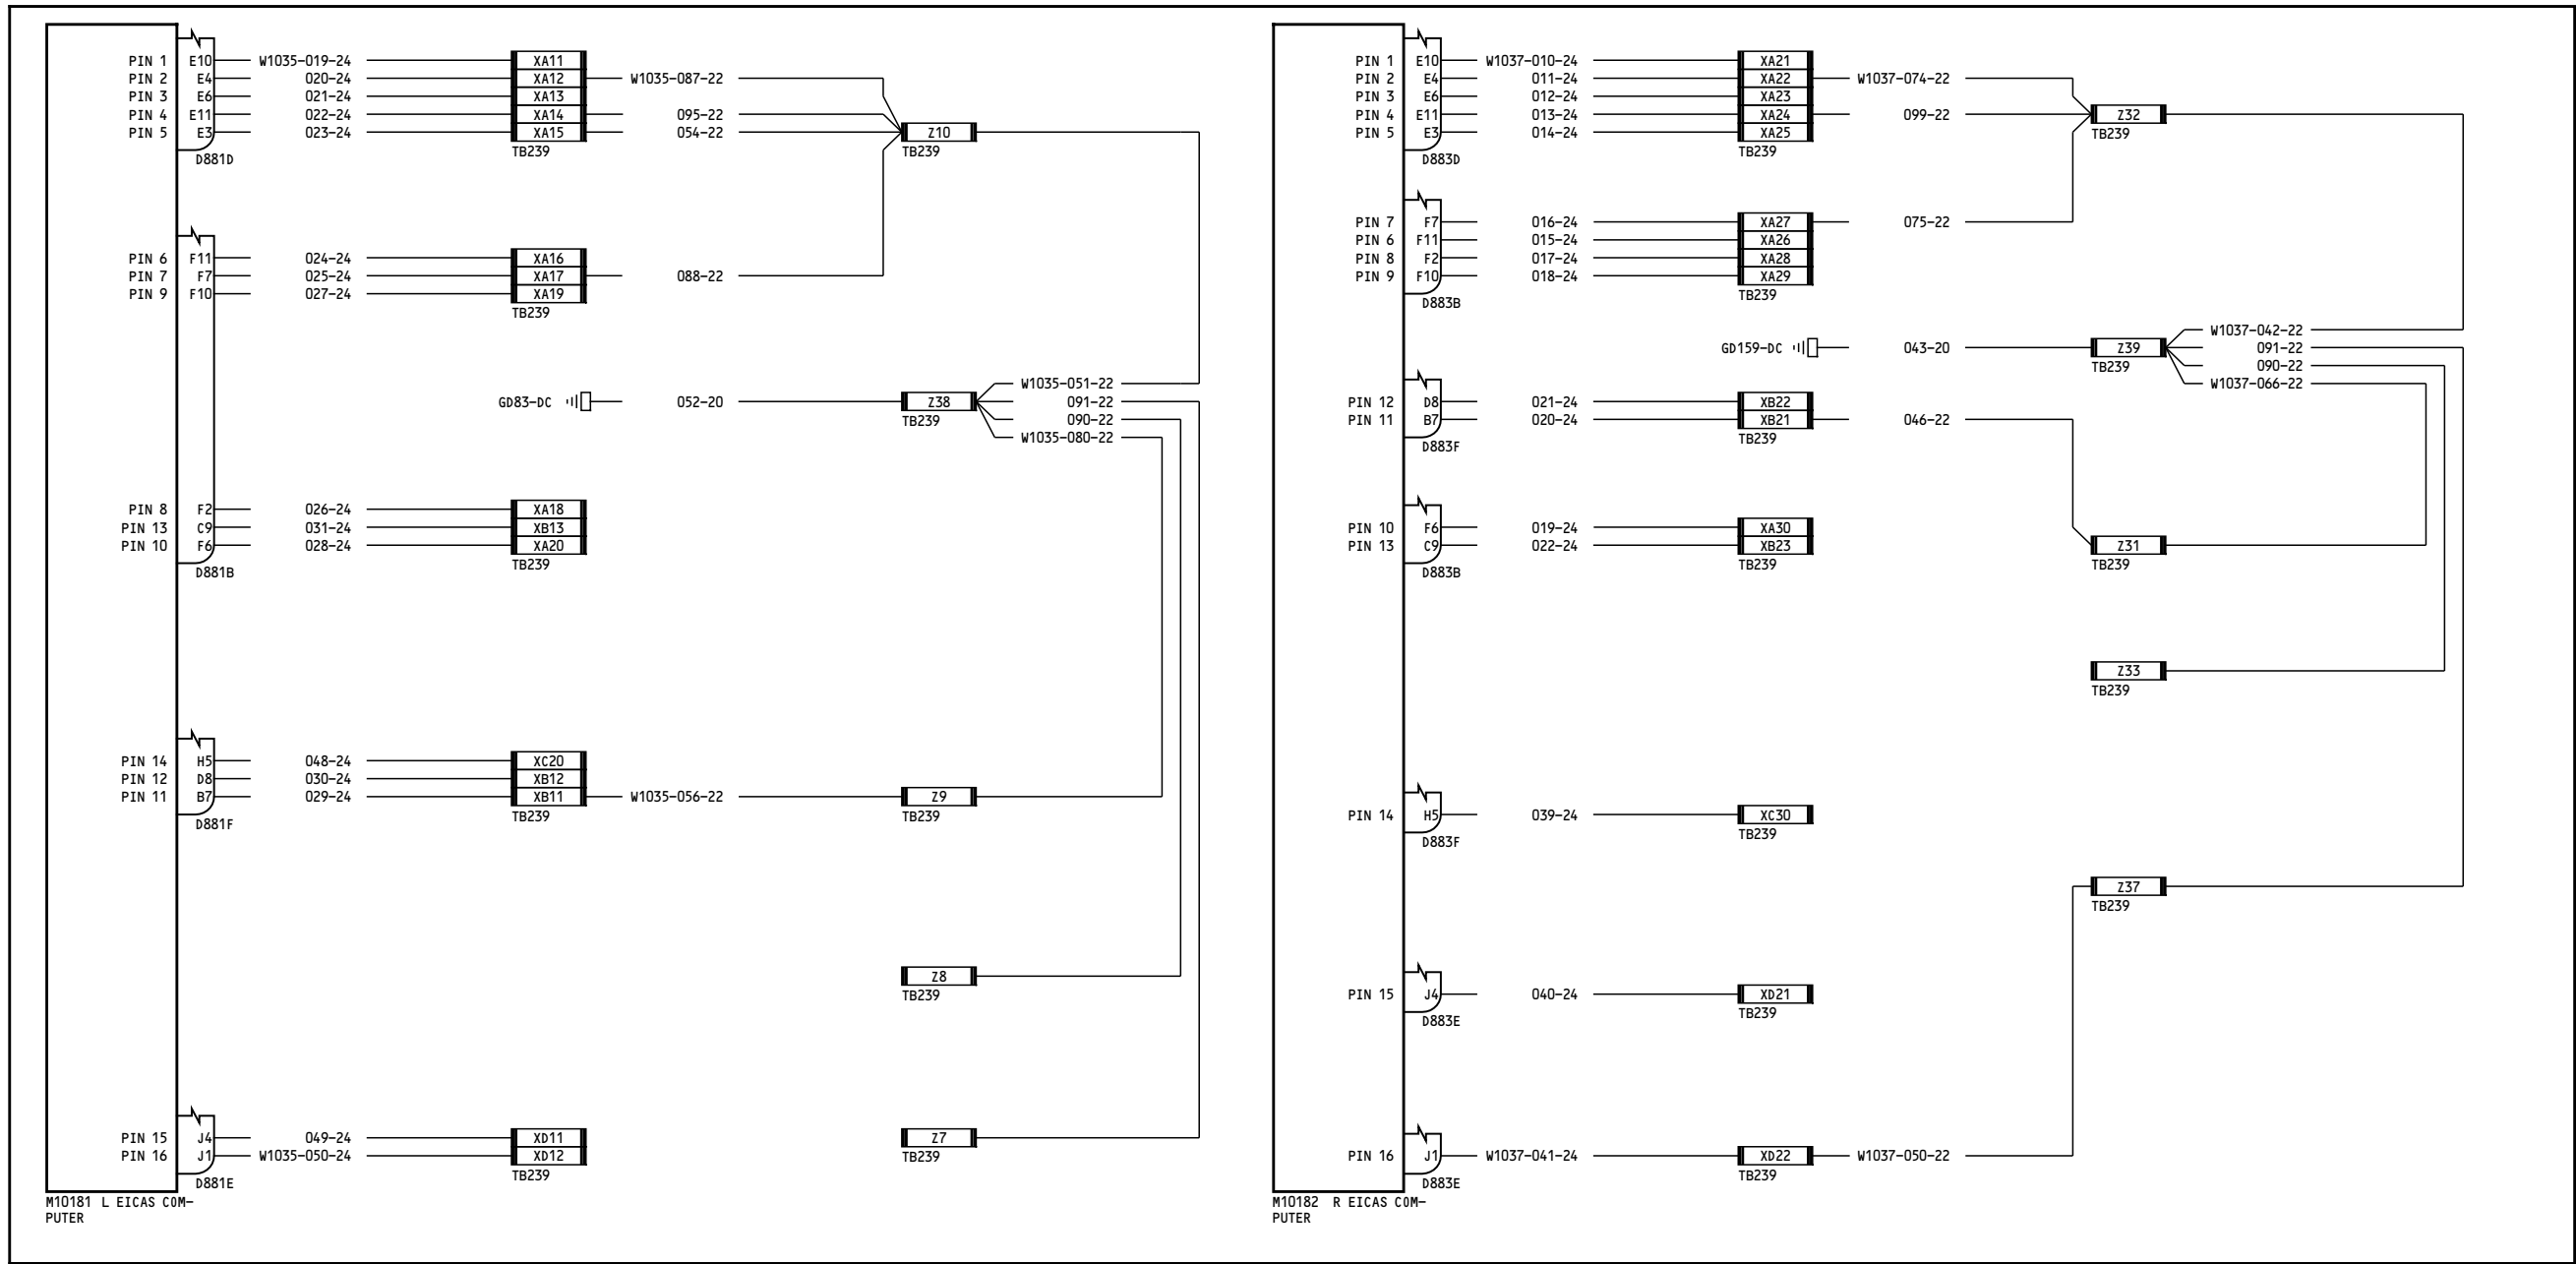 PIN 1 E10 W1035-019-24 XA11
PIN 2 E4 020-24 XA12 W1035-087-22
PIN 3 E6 021-24 XA13
PIN 4 E11 022-24 XA14 095-22
PIN 5 E3 023-24 XA15 054-22 Z10
D881D TB239 TB239
PIN 6 F11 024-24 XA16
PIN 7 F7 025-24 XA17 088-22
PIN 9 F10 027-24 XA19
TB239
W1035-051-22
GD83-DC 052-20 Z38 091-22
TB239 090-22
W1035-080-22
PIN 8 F2 026-24 XA18
PIN 13 C9 031-24 XB13
PIN 10 F6 028-24 XA20
D881B TB239
PIN 14 H5 048-24 XC20
PIN 12 D8 030-24 XB12
PIN 11 B7 029-24 XB11 W1035-056-22 Z9
D881F TB239 TB239
Z8
TB239
PIN 15 J4 049-24 XD11 Z7
PIN 16 J1 W1035-050-24 XD12 TB239
D881E TB239
M10181 L EICAS COM-
PUTER
PIN 1 E10 W1037-010-24 XA21
PIN 2 E4 011-24 XA22 W1037-074-22
PIN 3 E6 012-24 XA23
PIN 4 E11 013-24 XA24 099-22 Z32
PIN 5 E3 014-24 XA25 TB239
D883D TB239
PIN 7 F7 016-24 XA27 075-22
PIN 6 F11 015-24 XA26
PIN 8 F2 017-24 XA28
PIN 9 F10 018-24 XA29
D883B TB239
W1037-042-22
GD159-DC 043-20 Z39 091-22
TB239 090-22
W1037-066-22
PIN 12 D8 021-24 XB22
PIN 11 B7 020-24 XB21 046-22
D883F TB239
PIN 10 F6 019-24 XA30
PIN 13 C9 022-24 XB23 Z31
D883B TB239 TB239
Z33
TB239
PIN 14 H5 039-24 XC30
D883F TB239
Z37
TB239
PIN 15 J4 040-24 XD21
D883E TB239
PIN 16 J1 W1037-041-24 XD22 W1037-050-22
D883E TB239
M10182 R EICAS COM-
PUTER